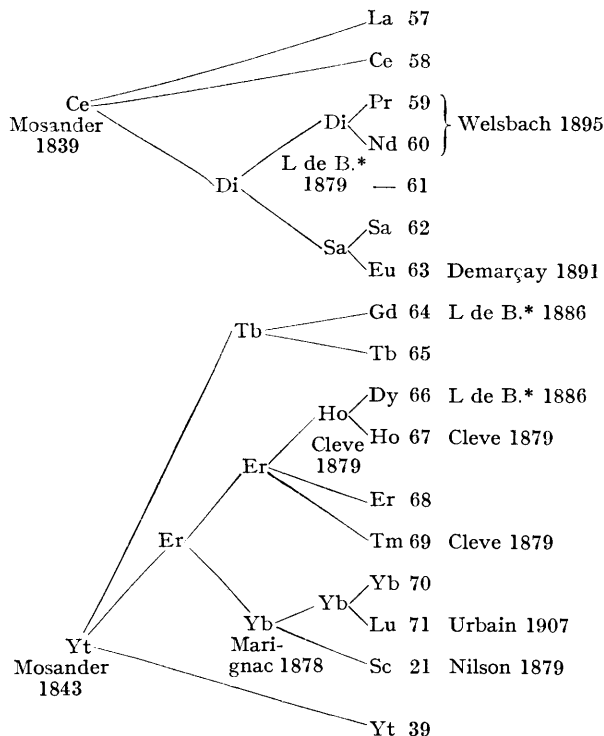 La 57
Ce 58
Ce
Mosander
1839
Di
Pr 59
Nd 60
Welsbach 1895
L de B.*
1879
— 61
Di
Sa 62
Sa
Eu 63 Demarçay 1891
Gd 64 L de B.* 1886
Tb
Tb 65
Dy 66 L de B.* 1886
Ho
Cleve
1879
Ho 67 Cleve 1879
Er
Er 68
Er
Tm 69 Cleve 1879
Yb 70
Yb
Lu 71 Urbain 1907
Yb
Mari-
gnac 1878
Sc 21 Nilson 1879
Yt
Mosander
1843
Yt 39